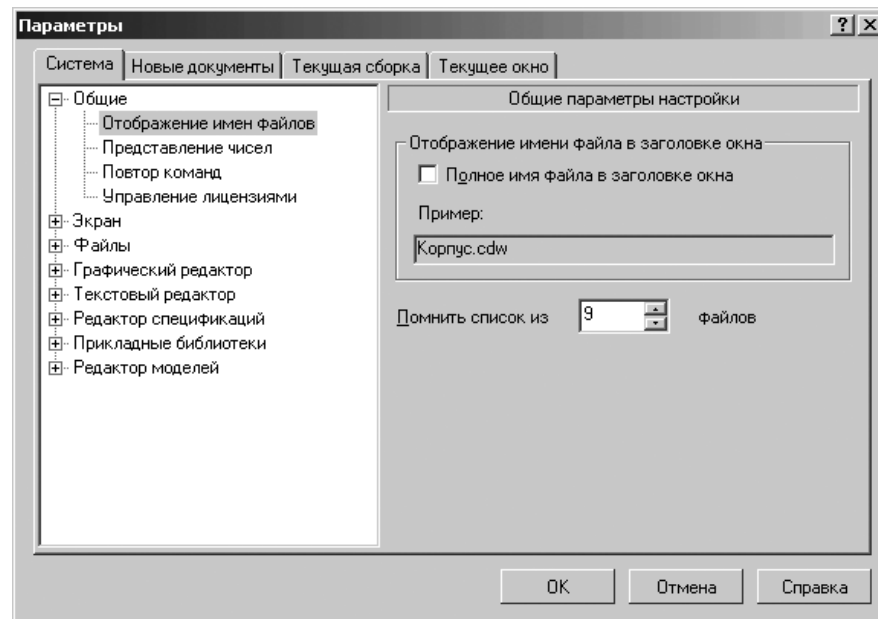 Параметры
Система
Новые документы
Текущая сборка
Текущее окно
Общие
Отображение имен файлов
Представление чисел
Повтор команд
Управление лицензиями
Экран
Файлы
Графический редактор
Текстовый редактор
Редактор спецификаций
Прикладные библиотеки
Редактор моделей
Общие параметры настройки
Отображение имени файла в заголовке окна
Полное имя файла в заголовке окна
Пример:
Корпус.cdw
Помнить список из 9 файлов
OK
Отмена
Справка